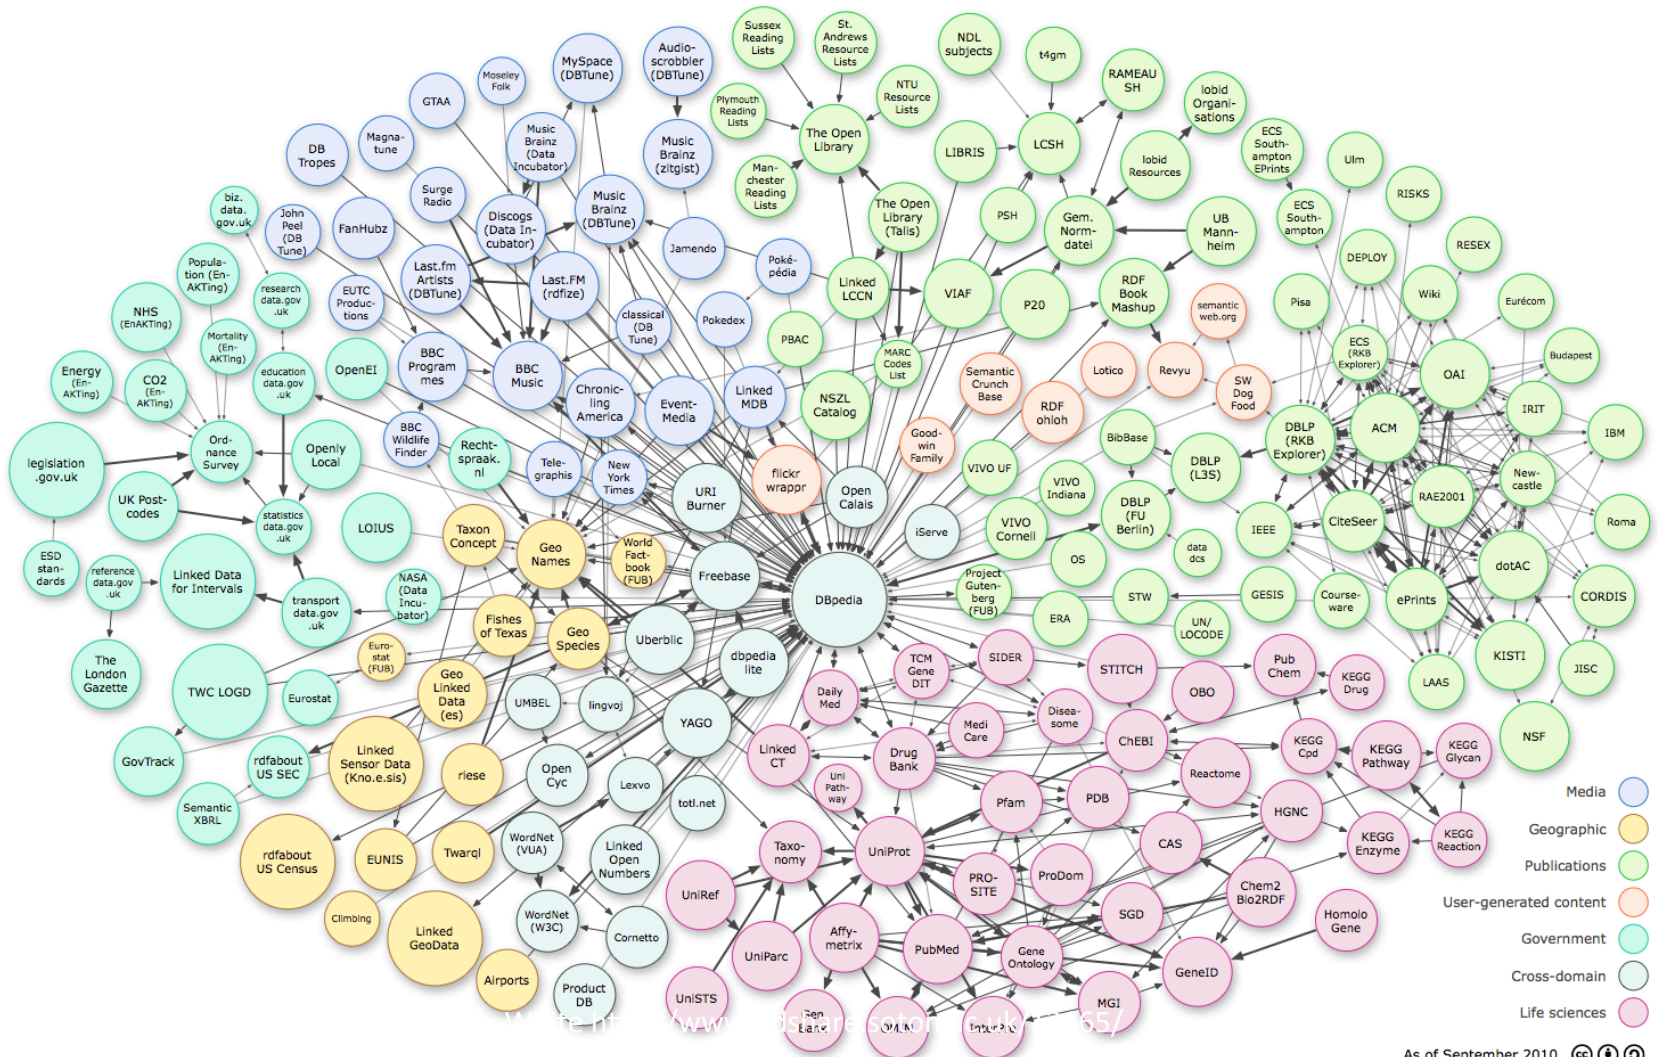 Sussex
Reading
Lists
St.
Andrews
Resource
Lists
NDL
subjects
t4gm
RAMEAU
SH
lobid
Organi-
sations
Audio-
scrobbler
(DBTune)
MySpace
(DBTune)
Moseley
Folk
GTAA
Plymouth
Reading
Lists
NTU
Resource
Lists
The Open
Library
LIBRIS
LCSH
lobid
Resources
ECS
South-
ampton
EPrints
Ulm
Magna-
tune
DB
Tropes
Music
Brainz
(Data
Incubator)
Music
Brainz
(zitgist)
Man-
chester
Reading
Lists
RISKS
Surge
Radio
biz.
data.
gov.uk
John
Peel
(DB
Tune)
FanHubz
Discogs
(Data In-
cubator)
Music
Brainz
(DBTune)
The Open
Library
(Talis)
PSH
Gem.
Norm-
datei
UB
Mann-
heim
ECS
South-
ampton
RESEX
Jamendo
Poké-
pédia
DEPLOY
Popula-
tion (En-
AKTing)
Last.fm
Artists
(DBTune)
Last.FM
(rdfize)
Linked
LCCN
VIAF
P20
RDF
Book
Mashup
semantic
web.org
Pisa
Wiki
Eurécom
research
data.gov
.uk
EUTC
Produc-
tions
NHS
(EnAKTing)
Mortality
(En-
AKTing)
classical
(DB
Tune)
Pokedex
PBAC
MARC
Codes
List
ECS
(RKB
Explorer)
OAI
Budapest
Energy
(En-
AKTing)
CO2
(En-
AKTing)
education
data.gov
.uk
OpenEI
BBC
Program
mes
BBC
Music
Chronic-
ling
America
Event-
Media
Linked
MDB
NSZL
Catalog
Semantic
Crunch
Base
RDF
ohloh
Lotico
Revyu
SW
Dog
Food
IRIT
IBM
DBLP
(RKB
Explorer)
ACM
BibBase
Good-
win
Family
Ord-
nance
Survey
Openly
Local
BBC
Wildlife
Finder
Recht-
spraak.
nl
Tele-
graphis
New
York
Times
URI
Burner
flickr
wrappr
Open
Calais
VIVO UF
VIVO
Indiana
DBLP
(L3S)
New-
castle
RAE2001
legislation
.gov.uk
UK Post-
codes
statistics
data.gov
.uk
LOIUS
Taxon
Concept
Geo
Names
World
Fact-
book
(FUB)
Freebase
DBpedia
iServe
VIVO
Cornell
DBLP
(FU
Berlin)
IEEE
CiteSeer
Roma
data
dcs
OS
dotAC
ESD
stan-
dards
reference
data.gov
.uk
Linked Data
for Intervals
transport
data.gov
.uk
NASA
(Data
Incu-
bator)
Fishes
of Texas
Geo
Species
Uberblic
dbpedia
lite
Project
Guten-
berg
(FUB)
ERA
STW
UN/
LOCODE
GESIS
Course-
ware
ePrints
CORDIS
The
London
Gazette
TWC LOGD
Euro-
stat
(FUB)
Eurostat
Geo
Linked
Data
(es)
UMBEL
lingvoj
YAGO
Daily
Med
TCM
Gene
DIT
SIDER
STITCH
Pub
Chem
KEGG
Drug
LAAS
KISTI
JISC
OBO
Disea-
some
Medi
Care
Linked
CT
Drug
Bank
ChEBI
KEGG
Cpd
KEGG
Pathway
KEGG
Glycan
NSF
GovTrack
rdfabout
US SEC
Linked
Sensor Data
(Kno.e.sis)
riese
Open
Cyc
Lexvo
totl.net
Uni
Path-
way
Reactome
Pfam
PDB
HGNC
Semantic
XBRL
Media
Geographic
rdfabout
US Census
EUNIS
Twarql
WordNet
(VUA)
Linked
Open
Numbers
Taxo-
nomy
UniProt
CAS
KEGG
Enzyme
KEGG
Reaction
Publications
PRO-
SITE
ProDom
Chem2
Bio2RDF
UniRef
User-generated content
Climbing
Linked
GeoData
WordNet
(W3C)
Cornetto
UniParc
Affy-
metrix
PubMed
Gene
Ontology
SGD
Homolo
Gene
Government
Airports
Product
DB
UniSTS
GeneID
Cross-domain
Gen
Bank
OMIM
InterPro
MGI
Life sciences
As of September 2010